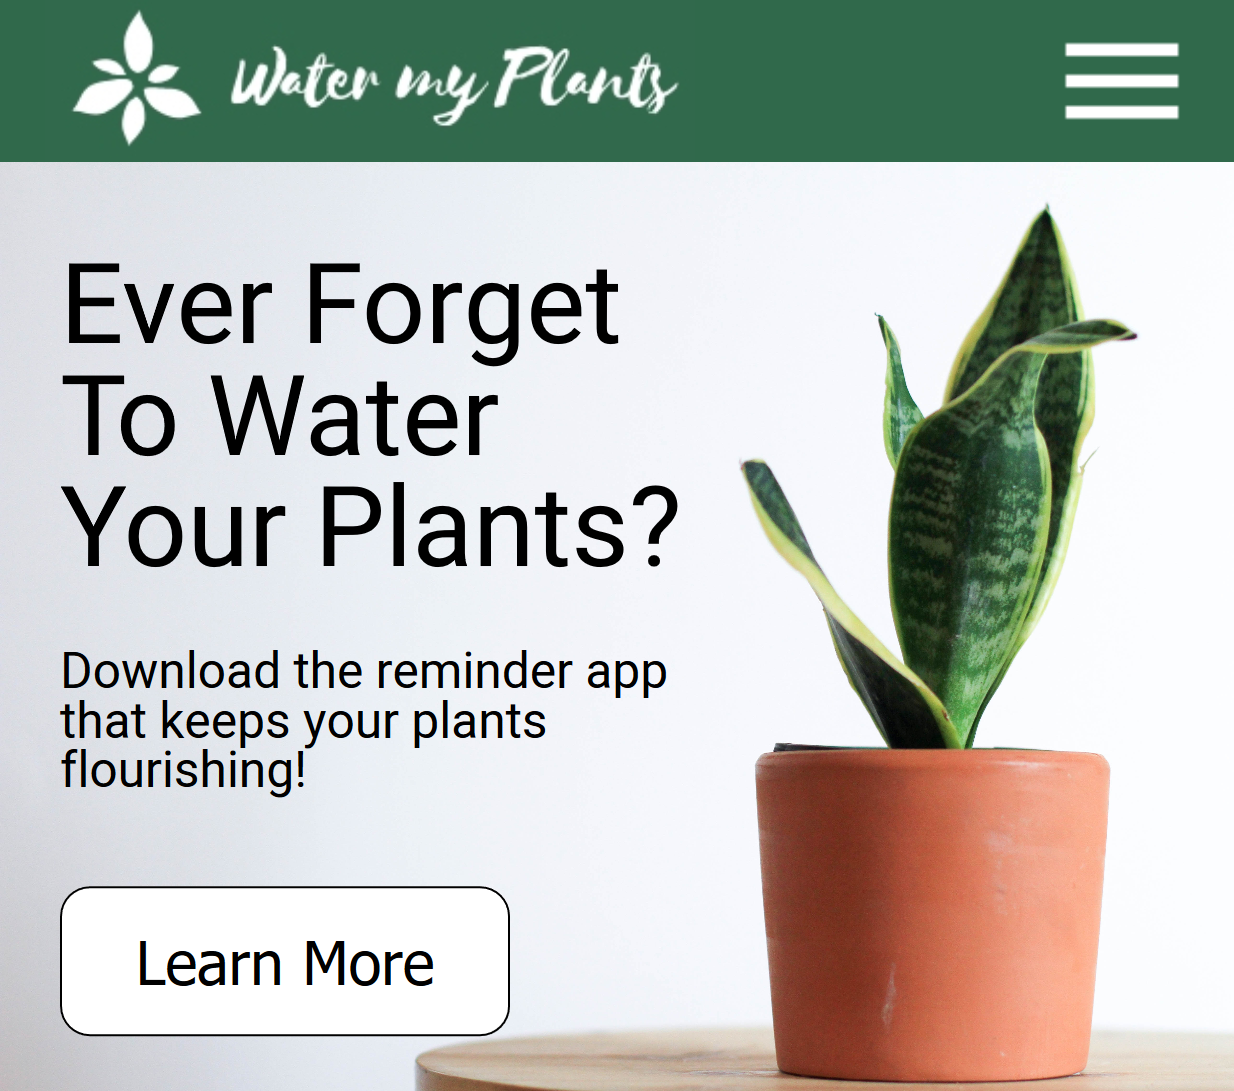 Water my Plants
Ever Forget
To Water
Your Plants?
Download the reminder app
that keeps your plants
flourishing!
Learn More